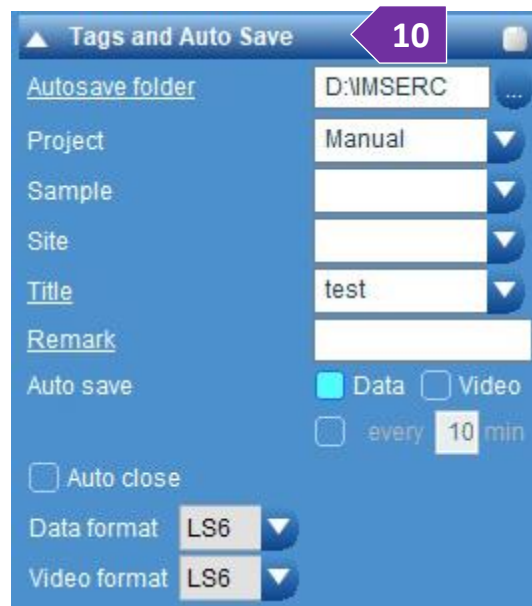 Tags and Auto Save 10
Autosave folder D:\IMSERC ...
Project Manual
Sample
Site
Title test
Remark
Auto save Data Video
every 10 min
Auto close
Data format LS6
Video format LS6